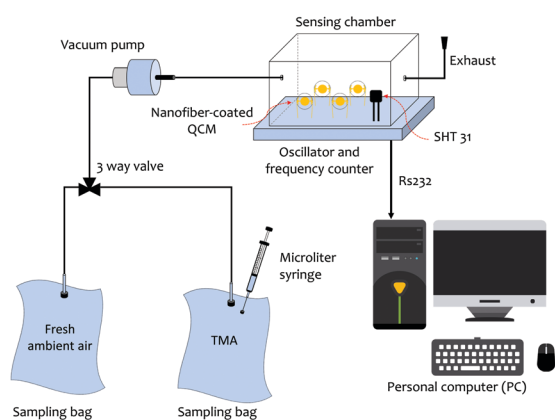 Sensing chamber
Vacuum pump
Exhaust
Nanofiber-coated
QCM
SHT 31
Oscillator and
frequency counter
3 way valve
Rs232
Microliter
syringe
Fresh
ambient air
TMA
Personal computer (PC)
Sampling bag
Sampling bag